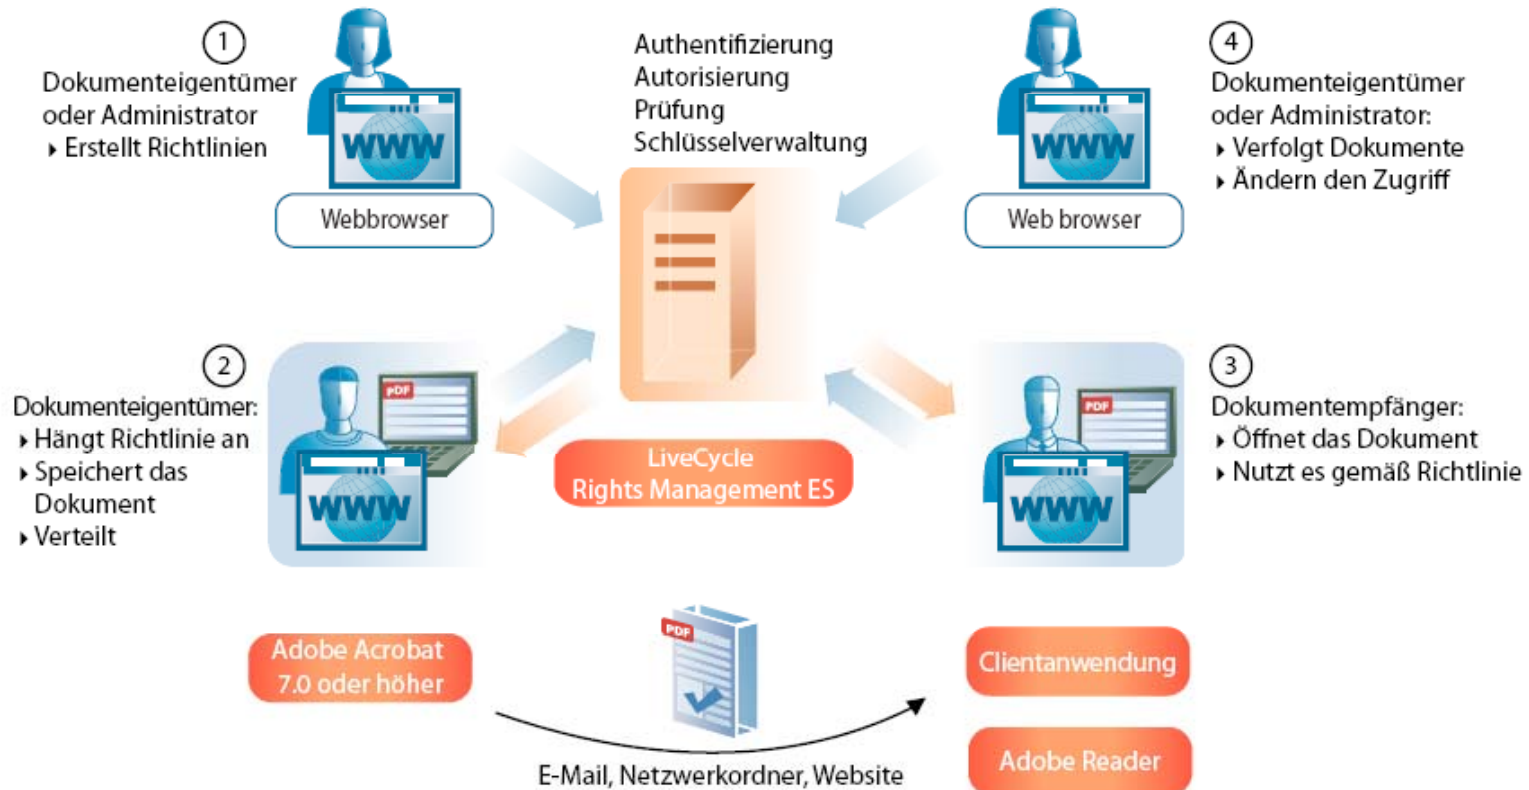 1
Dokumenteigentümer
oder Administrator
▸ Erstellt Richtlinien
www
Webbrowser
Authentifizierung
Autorisierung
Prüfung
Schlüsselverwaltung
4
Dokumenteigentümer
oder Administrator:
▸ Verfolgt Dokumente
▸ Ändern den Zugriff
www
Web browser
2
Dokumenteigentümer:
▸ Hängt Richtlinie an
▸ Speichert das
Dokument
▸ Verteilt
PDF
www
LiveCycle
Rights Management ES
3
Dokumentempfänger:
▸ Öffnet das Dokument
▸ Nutzt es gemäß Richtlinie
PDF
www
Adobe Acrobat
7.0 oder höher
PDF
E-Mail, Netzwerkordner, Website
Clientanwendung
Adobe Reader